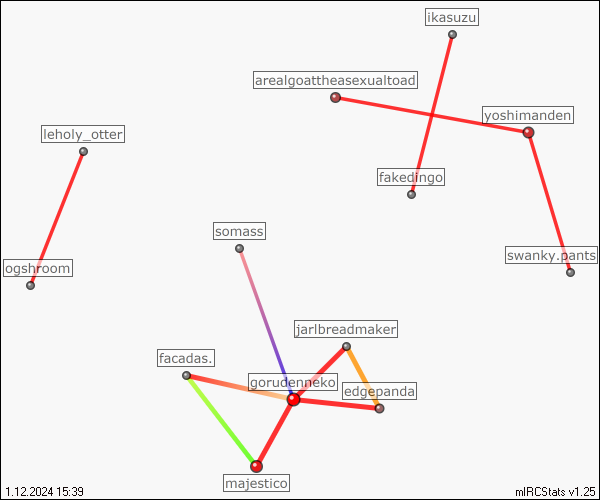 ikasuzu
arealgoattheasexualtoad
yoshimanden
leholy_otter
fakedingo
somass
swanky.pants
ogshroom
jarlbreadmaker
facadas.
gorudenneko
edgepanda
majestico
1.12.2024 15:39
mIRCStats v1.25